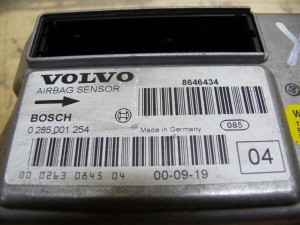 VOLVO
AIRBAG SENSOR
8646434
BOSCH
0 285 001 254
Made in Germany
085
04
00 0263 0845 04
00-09-19